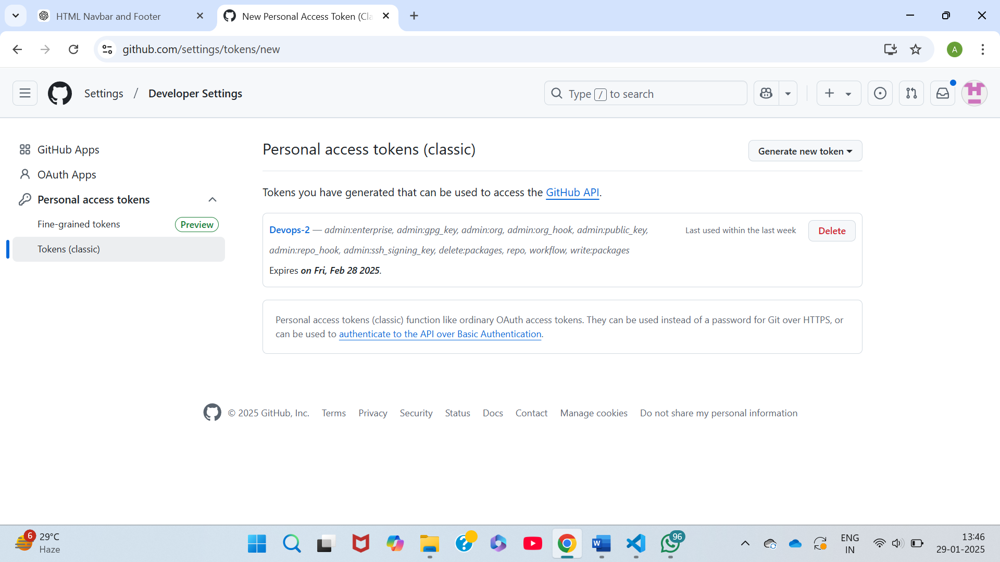 HTML Navbar and Footer
New Personal Access Token (Cla
github.com/settings/tokens/new
A
Settings / Developer Settings
Type / to search
GitHub Apps
OAuth Apps
Personal access tokens
Fine-grained tokens Preview
Tokens (classic)
Personal access tokens (classic)
Generate new token
Tokens you have generated that can be used to access the GitHub API.
Devops-2 — admin:enterprise, admin:gpg_key, admin:org, admin:org_hook, admin:public_key,
admin:repo_hook, admin:ssh_signing_key, delete:packages, repo, workflow, write:packages
Last used within the last week
Delete
Expires on Fri, Feb 28 2025.
Personal access tokens (classic) function like ordinary OAuth access tokens. They can be used instead of a password for Git over HTTPS, or
can be used to authenticate to the API over Basic Authentication.
© 2025 GitHub, Inc. Terms Privacy Security Status Docs Contact Manage cookies Do not share my personal information
6
29°C
Haze
W
96
ENG
IN
13:46
29-01-2025